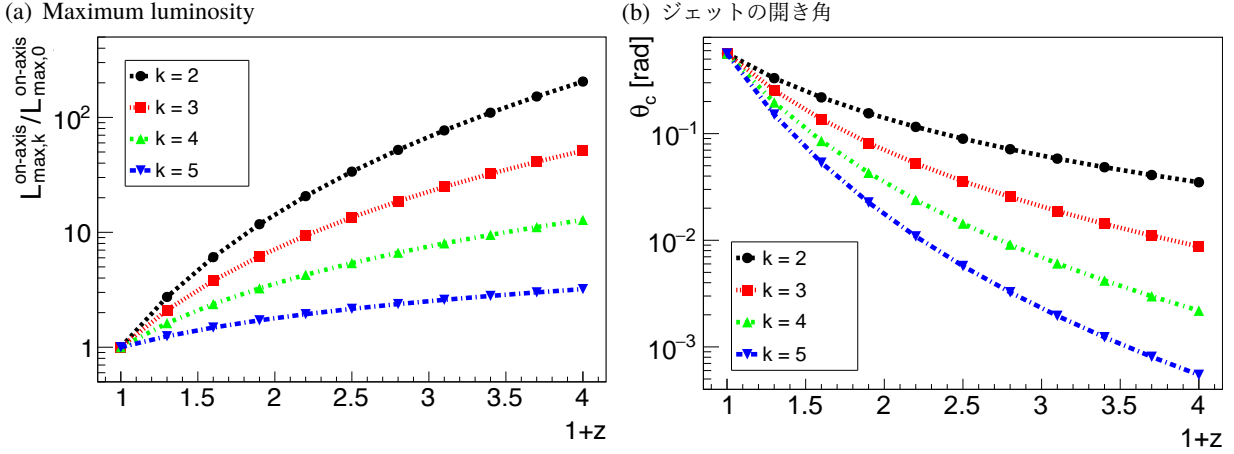 (a) Maximum luminosity
L^{on-axis}_{max,k} / L^{on-axis}_{max,0}
10^2
10
1
k = 2
k = 3
k = 4
k = 5
1 1.5 2 2.5 3 3.5 4
1+z
(b) ジェットの開き角
θ_c [rad]
10^{-1}
10^{-2}
10^{-3}
k = 2
k = 3
k = 4
k = 5
1 1.5 2 2.5 3 3.5 4
1+z